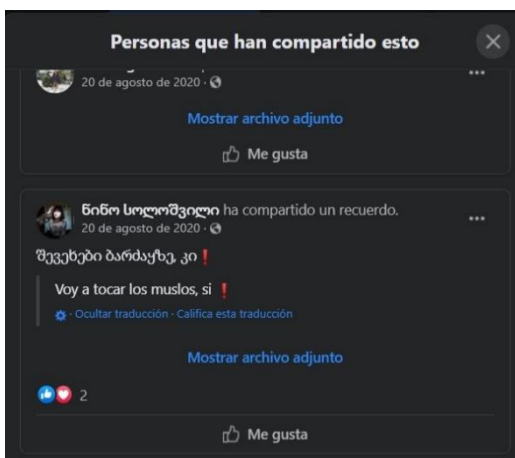 Personas que han compartido esto
20 de agosto de 2020
Mostrar archivo adjunto
Me gusta
ნინო სოლოშვილი ha compartido un recuerdo.
20 de agosto de 2020
შევეხები ბარძაყზე, კი❗
Voy a tocar los muslos, si ❗
· Ocultar traducción · Califica esta traducción
Mostrar archivo adjunto
2
Me gusta